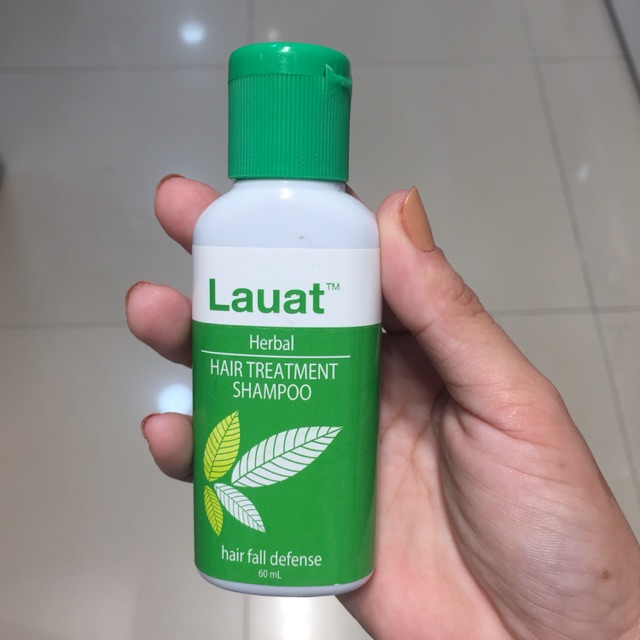 Lauat™
Herbal
HAIR TREATMENT
SHAMPOO
hair fall defense
60 mL